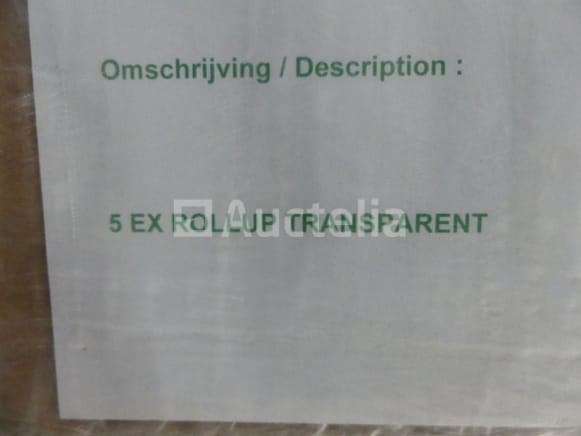 Omschrijving / Description :
Auctelia
5 EX ROLLUP TRANSPARENT